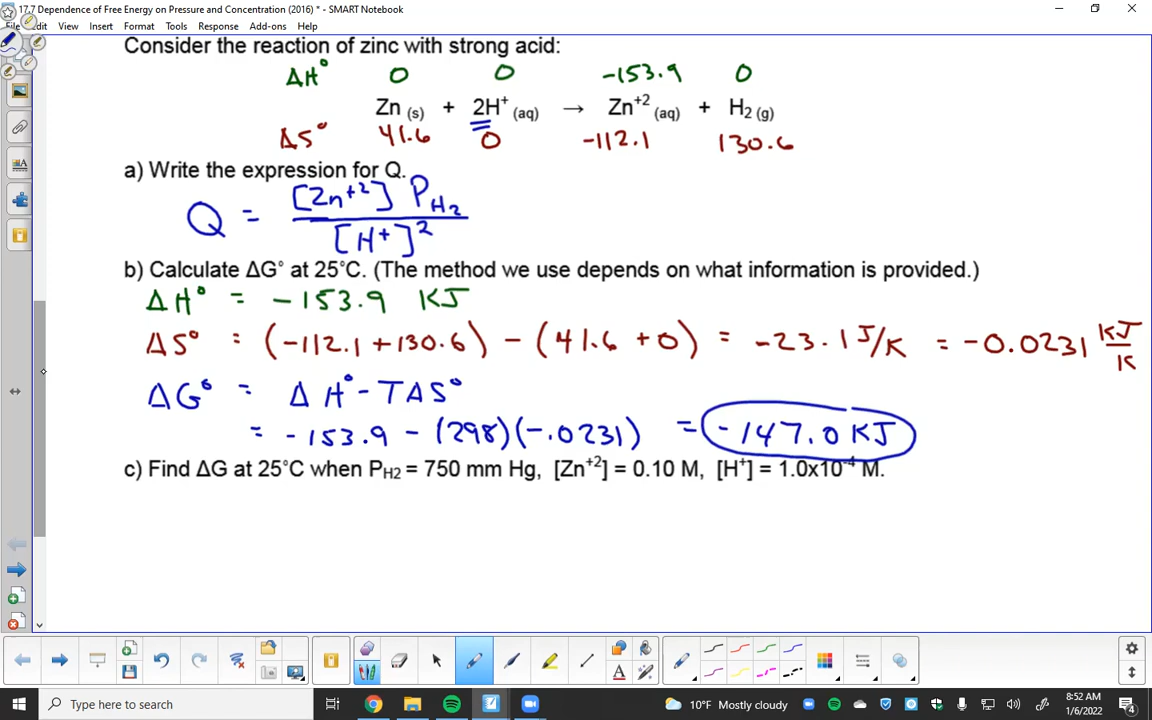 17.7 Dependence of Free Energy on Pressure and Concentration (2016) * - SMART Notebook
File Edit View Insert Format Tools Response Add-ons Help
Consider the reaction of zinc with strong acid:
ΔH° 0 0 -153.9 0
Zn (s) + 2H⁺ (aq) → Zn⁺² (aq) + H₂ (g)
ΔS° 41.6 0 -112.1 130.6
a) Write the expression for Q.
Q = [Zn⁺²] P_H₂ / [H⁺]²
b) Calculate ΔG° at 25°C. (The method we use depends on what information is provided.)
ΔH° = -153.9 KJ
ΔS° = (-112.1 + 130.6) - (41.6 + 0) = -23.1 J/K = -0.0231 KJ/K
ΔG° = ΔH° - TΔS°
= -153.9 - (298)(-.0231) = -147.0 KJ
c) Find ΔG at 25°C when P_H2 = 750 mm Hg, [Zn⁺²] = 0.10 M, [H⁺] = 1.0x10⁻⁴ M.
Type here to search
10°F Mostly cloudy
8:52 AM
1/6/2022
4